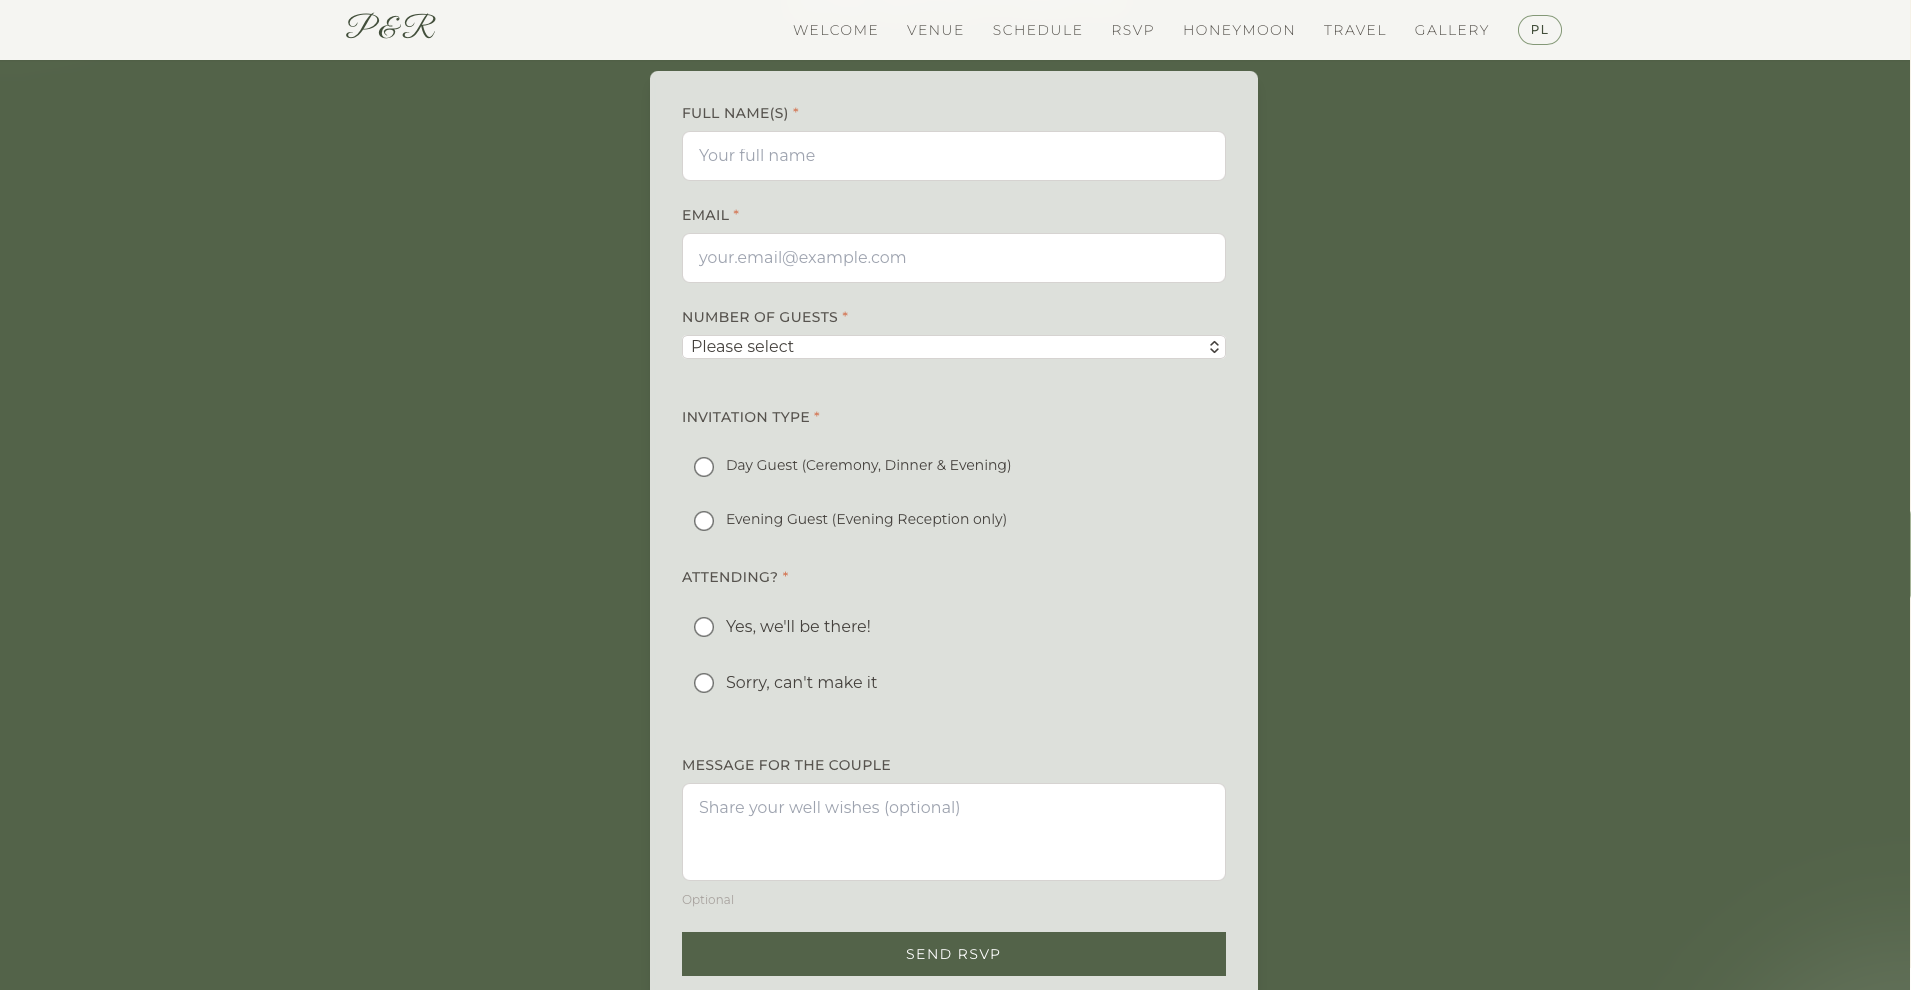 P&R
WELCOME VENUE SCHEDULE RSVP HONEYMOON TRAVEL GALLERY PL
FULL NAME(S) *
Your full name
EMAIL *
your.email@example.com
NUMBER OF GUESTS *
Please select
INVITATION TYPE *
Day Guest (Ceremony, Dinner & Evening)
Evening Guest (Evening Reception only)
ATTENDING? *
Yes, we'll be there!
Sorry, can't make it
MESSAGE FOR THE COUPLE
Share your well wishes (optional)
Optional
SEND RSVP